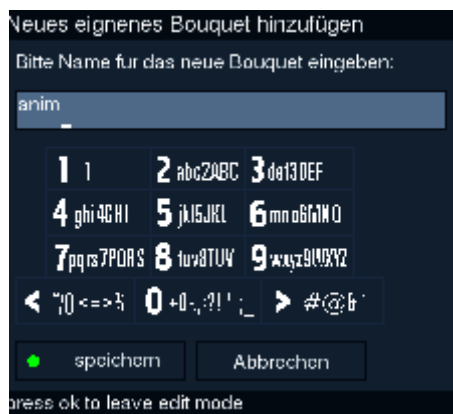 Neues eignenes Bouquet hinzufügen
Bitte Name fur das neue Bouquet eingeben:
anim
1 1 2 abc2ABC 3 def3DEF
4 ghi4GHI 5 jkl5JKL 6 mno6MNO
7 pqrs7PQRS 8 tuv8TUV 9 wxyz9WXYZ
< <=>% 0 +0-.,:?!';_ > #@&
speichern Abbrechen
press ok to leave edit mode